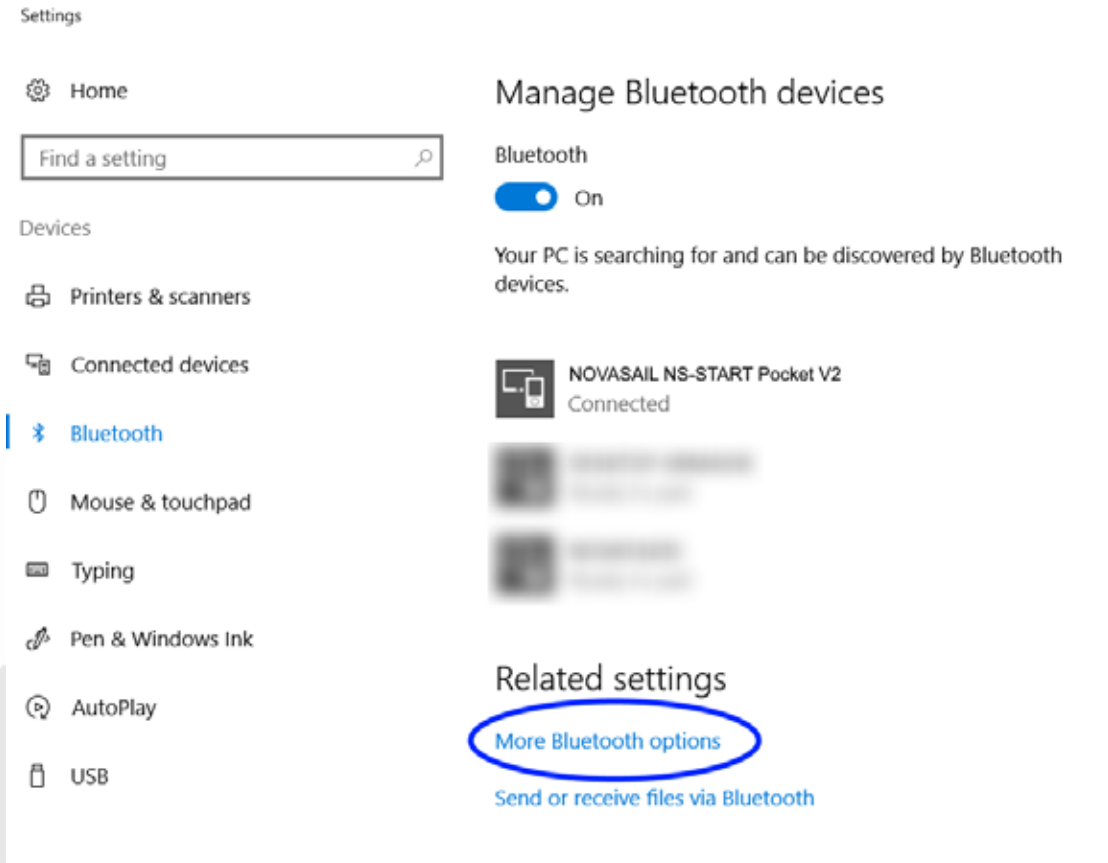 Settings
Home
Find a setting
Devices
Printers & scanners
Connected devices
Bluetooth
Mouse & touchpad
Typing
Pen & Windows Ink
AutoPlay
USB
Manage Bluetooth devices
Bluetooth
On
Your PC is searching for and can be discovered by Bluetooth
devices.
NOVASAIL NS-START Pocket V2
Connected
Related settings
More Bluetooth options
Send or receive files via Bluetooth